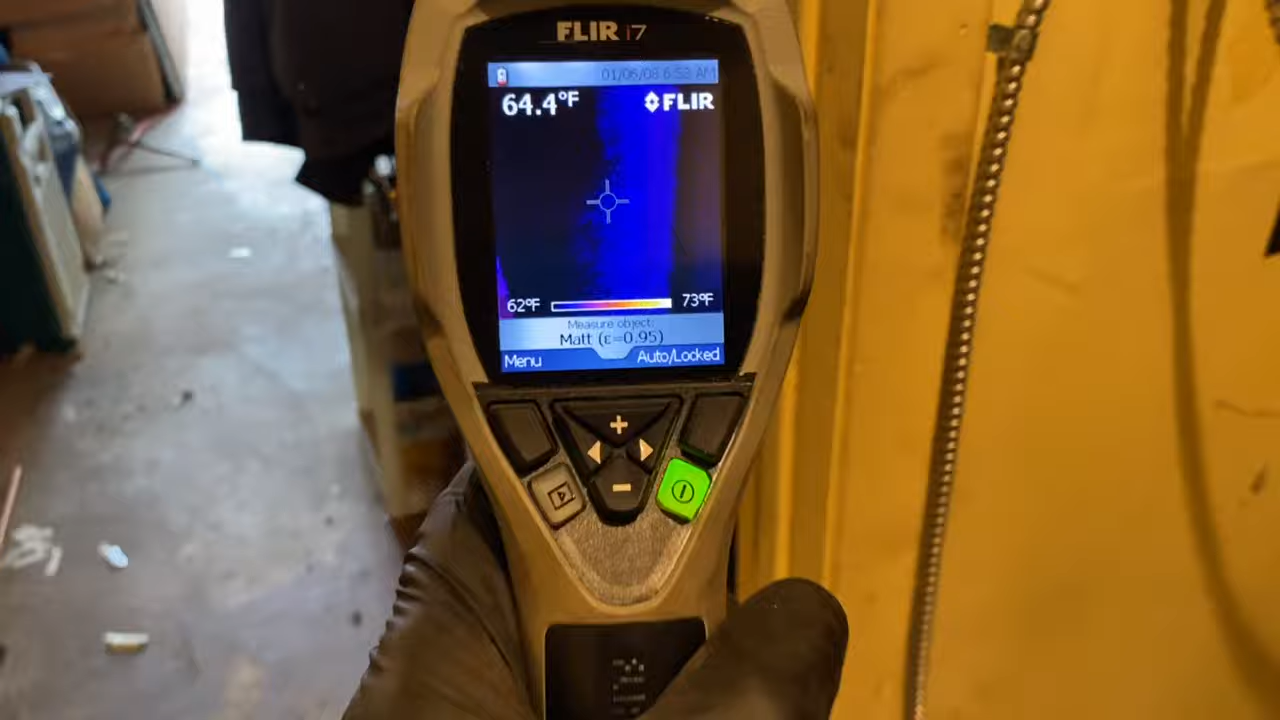 FLIR i7
01/06/08 6:53 AM
64.4°F
FLIR
62°F
73°F
Measure object:
Matt (ε=0.95)
Menu
Auto/Locked